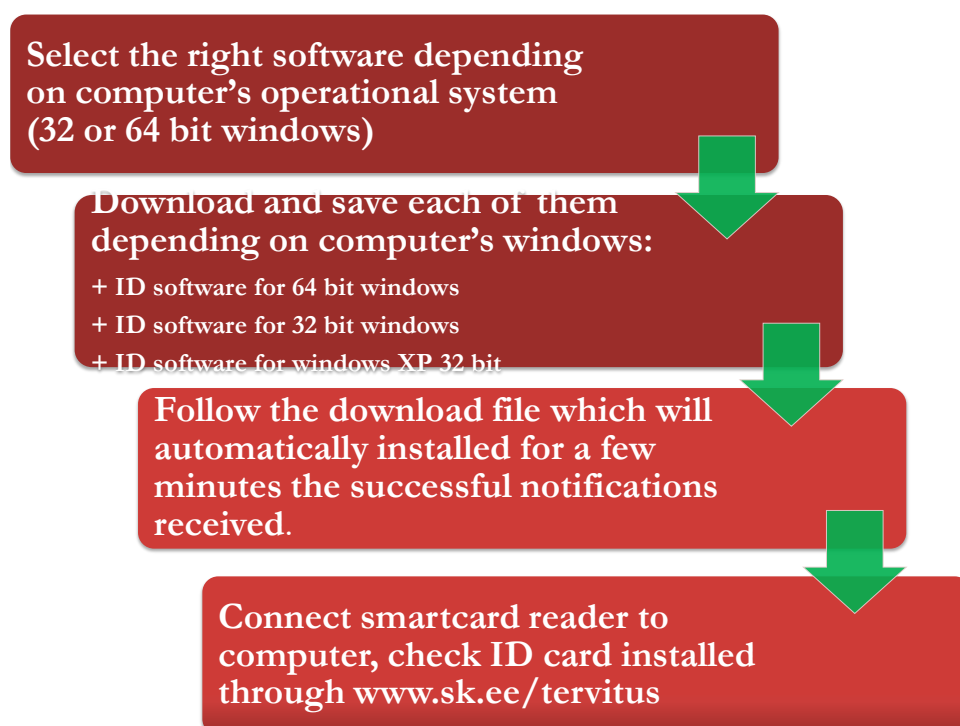 Select the right software depending
on computer’s operational system
(32 or 64 bit windows)
Download and save each of them
depending on computer’s windows:
+ ID software for 64 bit windows
+ ID software for 32 bit windows
+ ID software for windows XP 32 bit
Follow the download file which will
automatically installed for a few
minutes the successful notifications
received.
Connect smartcard reader to
computer, check ID card installed
through www.sk.ee/tervitus